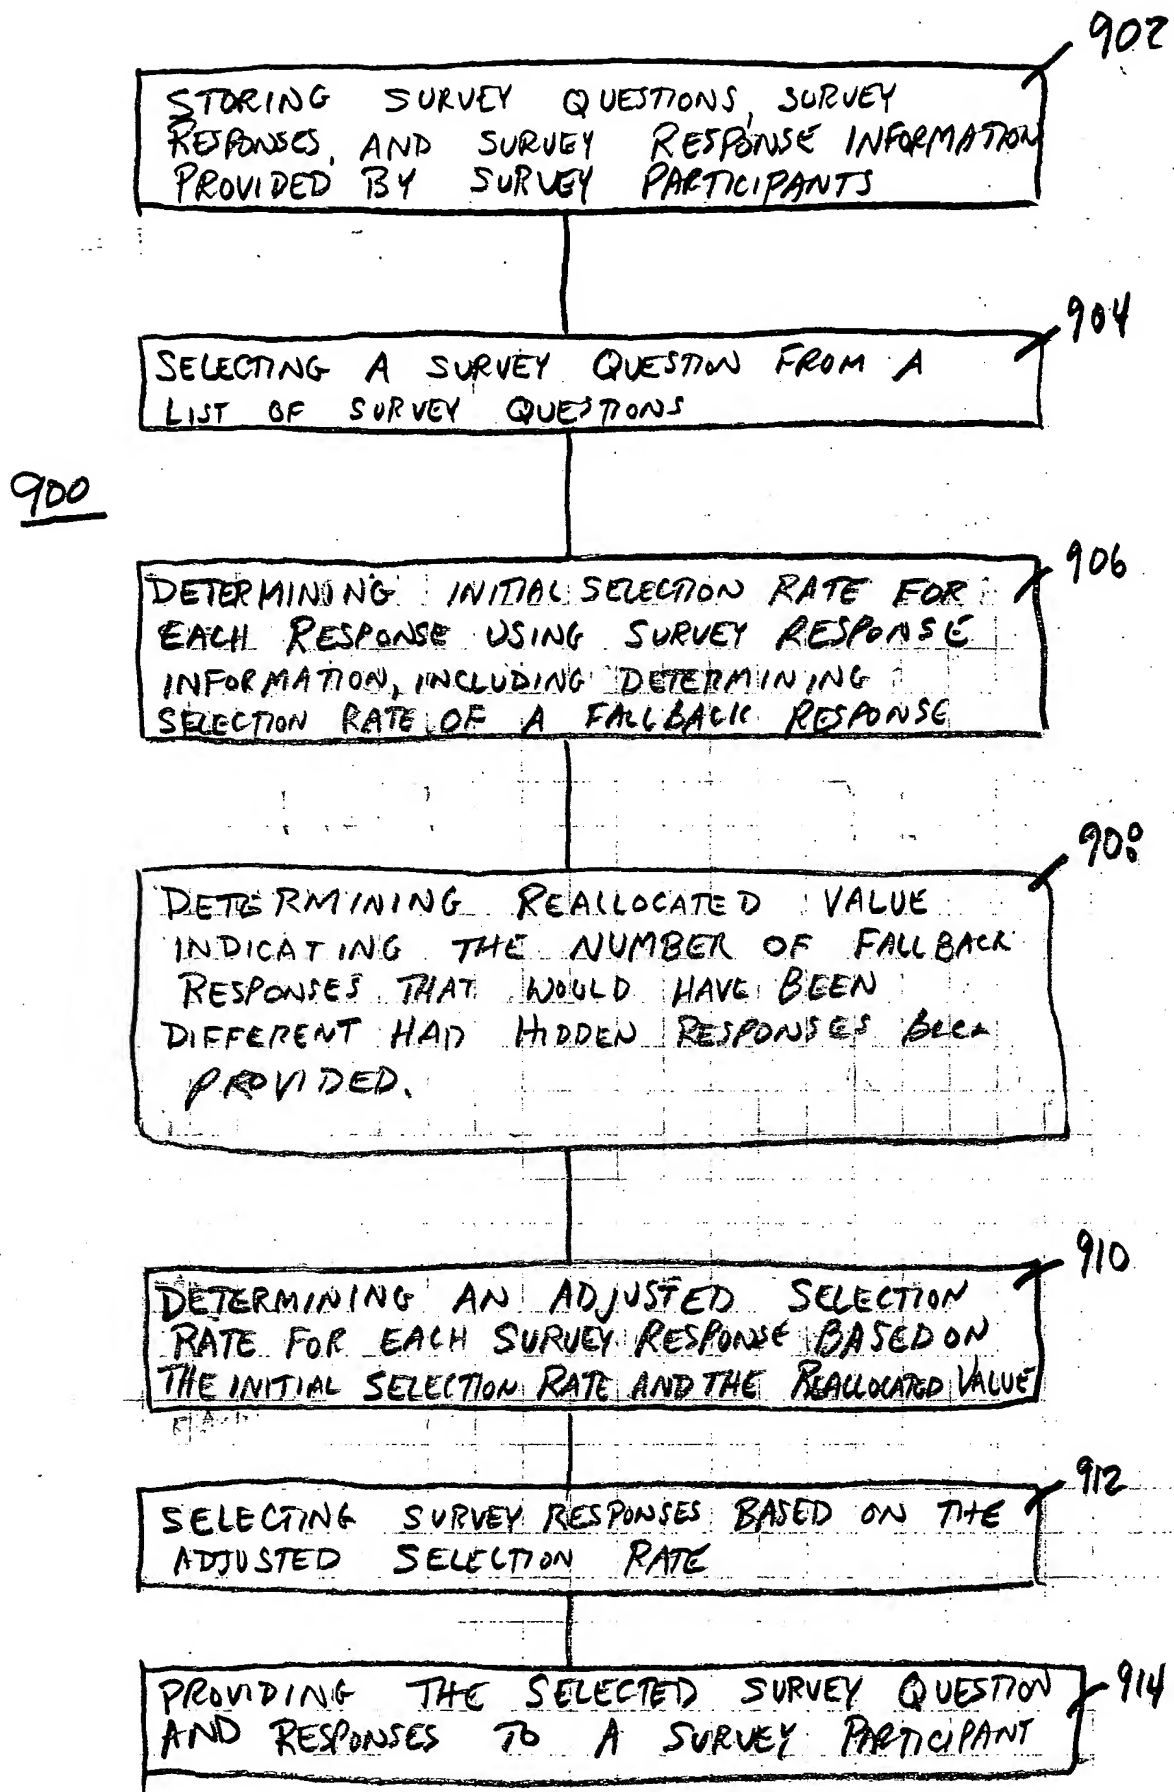 902
STORING SURVEY QUESTIONS, SURVEY
RESPONSES, AND SURVEY RESPONSE INFORMATION
PROVIDED BY SURVEY PARTICIPANTS
904
SELECTING A SURVEY QUESTION FROM A
LIST OF SURVEY QUESTIONS
900
906
DETERMINING INITIAL SELECTION RATE FOR
EACH RESPONSE USING SURVEY RESPONSE
INFORMATION, INCLUDING DETERMINING
SELECTION RATE OF A FALLBACK RESPONSE
908
DETERMINING REALLOCATED VALUE
INDICATING THE NUMBER OF FALLBACK
RESPONSES THAT WOULD HAVE BEEN
DIFFERENT HAD HIDDEN RESPONSES BEEN
PROVIDED.
910
DETERMINING AN ADJUSTED SELECTION
RATE FOR EACH SURVEY RESPONSE BASED ON
THE INITIAL SELECTION RATE AND THE REALLOCATED VALUE
912
SELECTING SURVEY RESPONSES BASED ON THE
ADJUSTED SELECTION RATE
914
PROVIDING THE SELECTED SURVEY QUESTION
AND RESPONSES TO A SURVEY PARTICIPANT